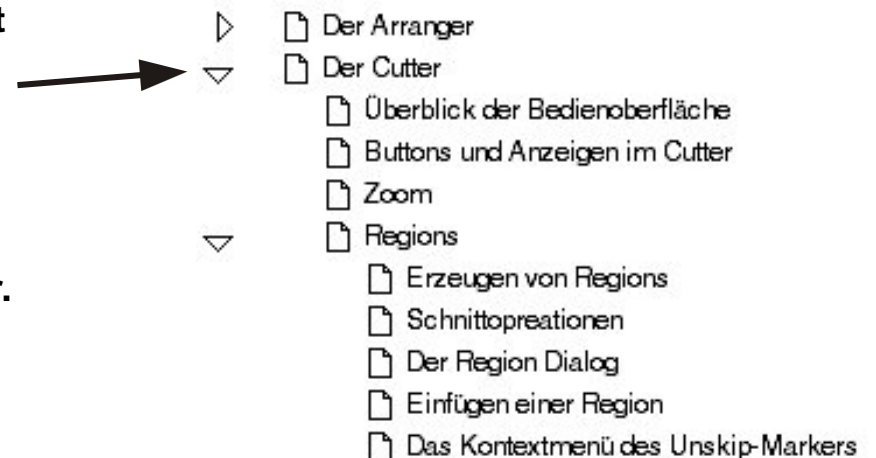 t
Der Arranger
Der Cutter
Überblick der Bedienoberfläche
Buttons und Anzeigen im Cutter
Zoom
Regions
r.
Erzeugen von Regions
Schnittopreationen
Der Region Dialog
Einfügen einer Region
Das Kontextmenü des Unskip-Markers